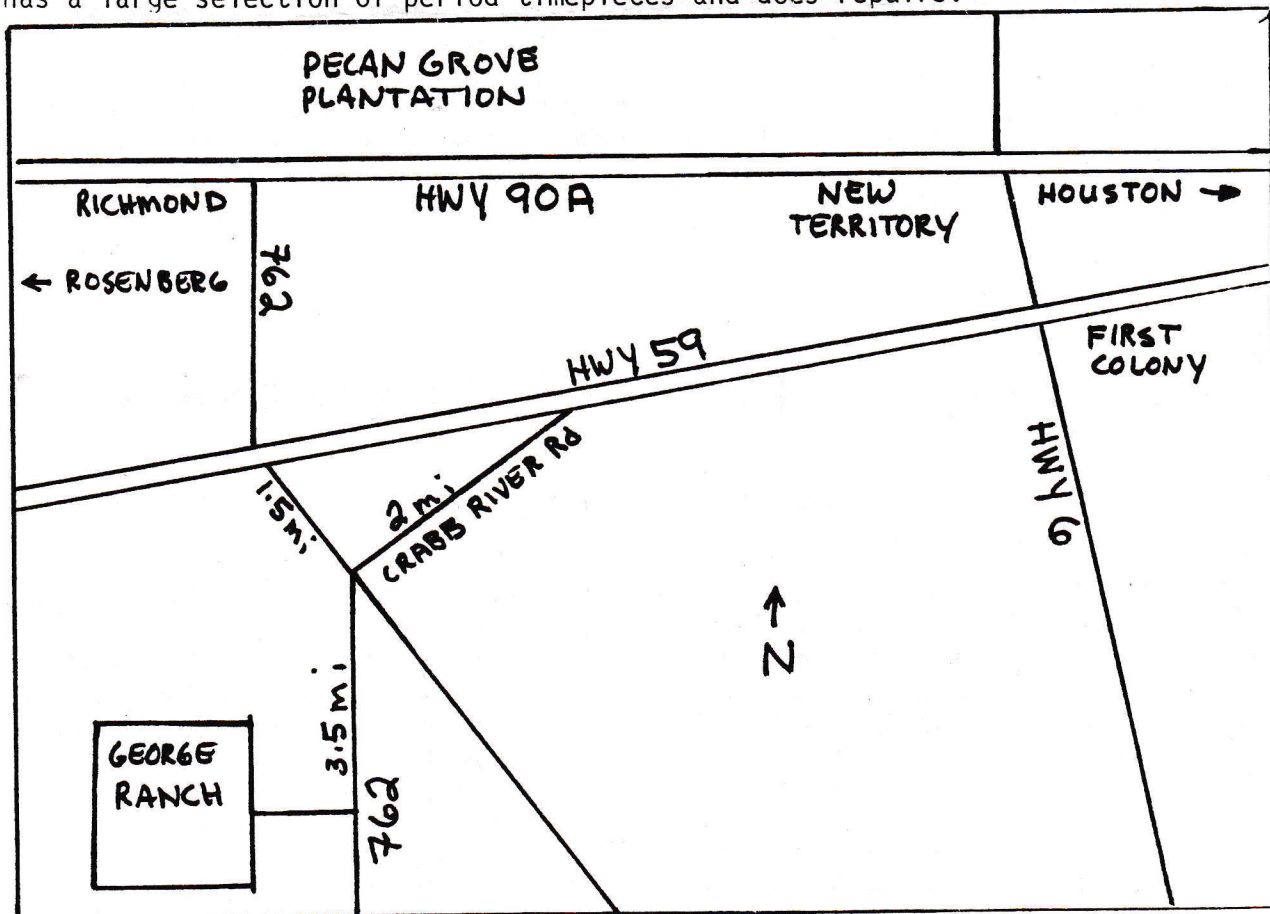 has a large selection of period timepieces and does repairs.
PECAN GROVE
PLANTATION
RICHMOND
HWY 90A
NEW
TERRITORY
HOUSTON →
← ROSENBERG
762
HWY 59
FIRST
COLONY
HWY 6
1.5 mi
2 mi
CRABB RIVER Rd
↑
N
3.5 mi
GEORGE
RANCH
762